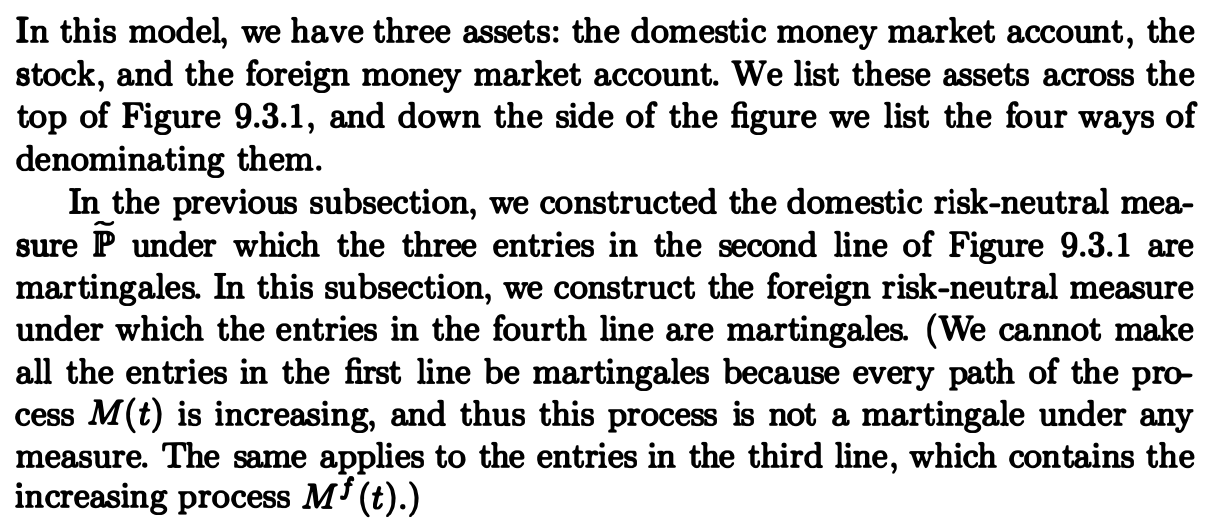 In this model, we have three assets: the domestic money market account, the
stock, and the foreign money market account. We list these assets across the
top of Figure 9.3.1, and down the side of the figure we list the four ways of
denominating them.
In the previous subsection, we constructed the domestic risk-neutral mea-
sure P̃ under which the three entries in the second line of Figure 9.3.1 are
martingales. In this subsection, we construct the foreign risk-neutral measure
under which the entries in the fourth line are martingales. (We cannot make
all the entries in the first line be martingales because every path of the pro-
cess M(t) is increasing, and thus this process is not a martingale under any
measure. The same applies to the entries in the third line, which contains the
increasing process M^f(t).)